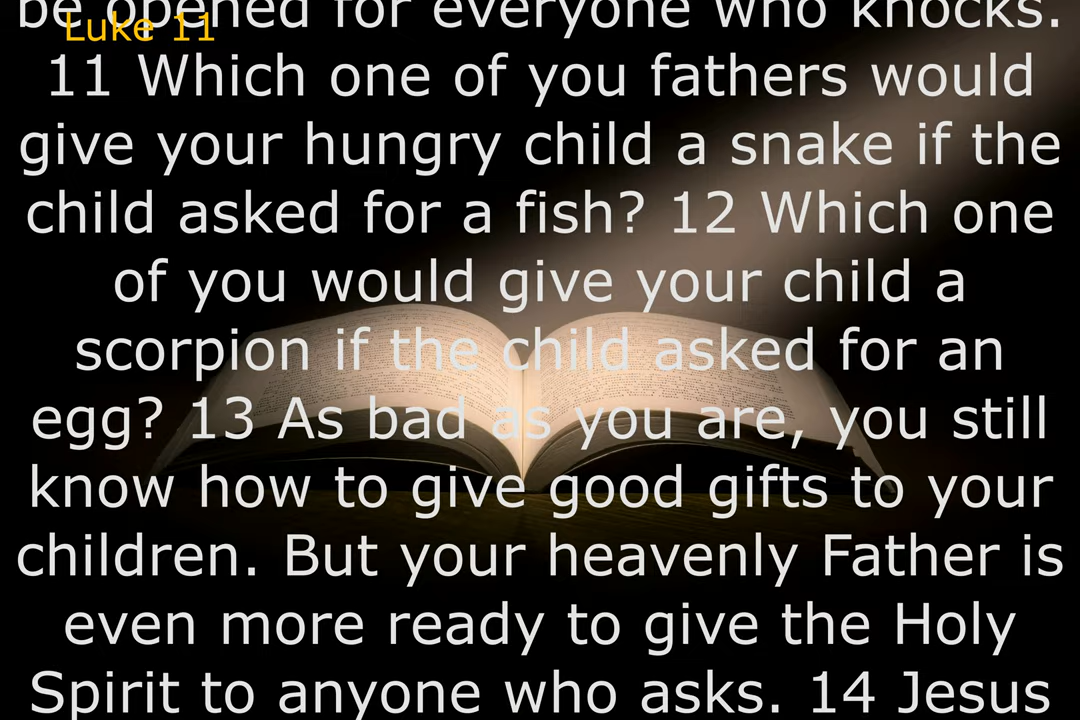 be opened for everyone who knocks.
Luke 11
11 Which one of you fathers would
give your hungry child a snake if the
child asked for a fish? 12 Which one
of you would give your child a
scorpion if the child asked for an
egg? 13 As bad as you are, you still
know how to give good gifts to your
children. But your heavenly Father is
even more ready to give the Holy
Spirit to anyone who asks. 14 Jesus